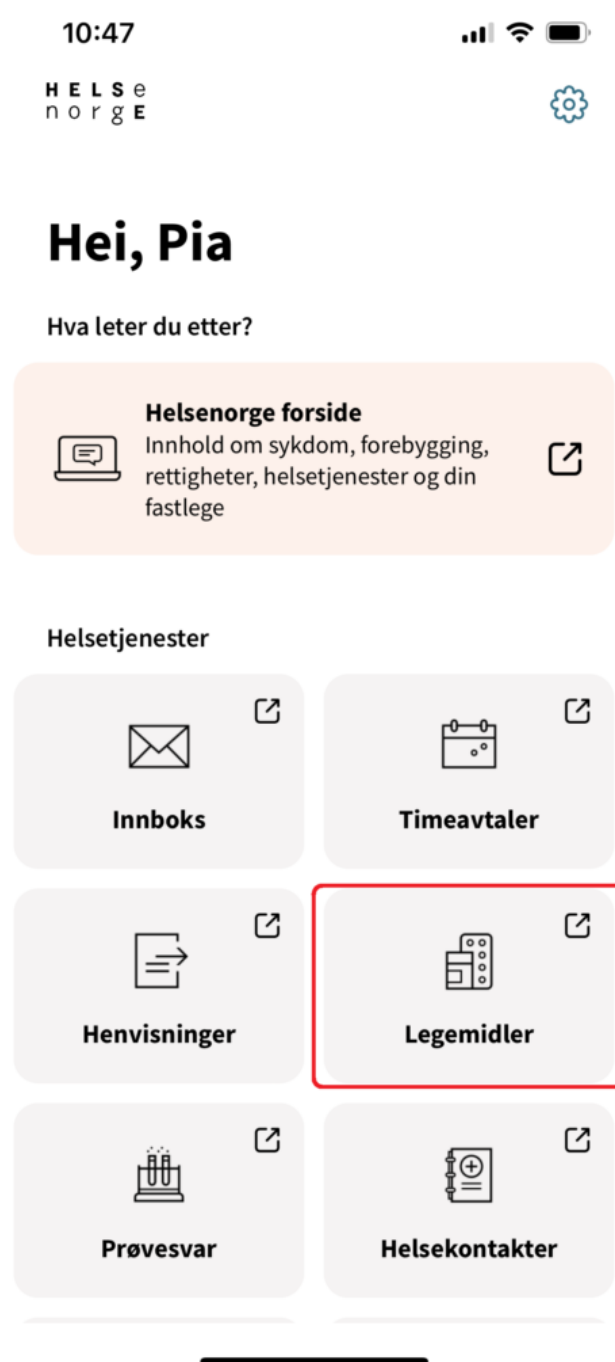 10:47
HELSe
norgE
Hei, Pia
Hva leter du etter?
Helsenorge forside
Innhold om sykdom, forebygging,
rettigheter, helsetjenester og din
fastlege
Helsetjenester
Innboks
Timeavtaler
Henvisninger
Legemidler
Prøvesvar
Helsekontakter